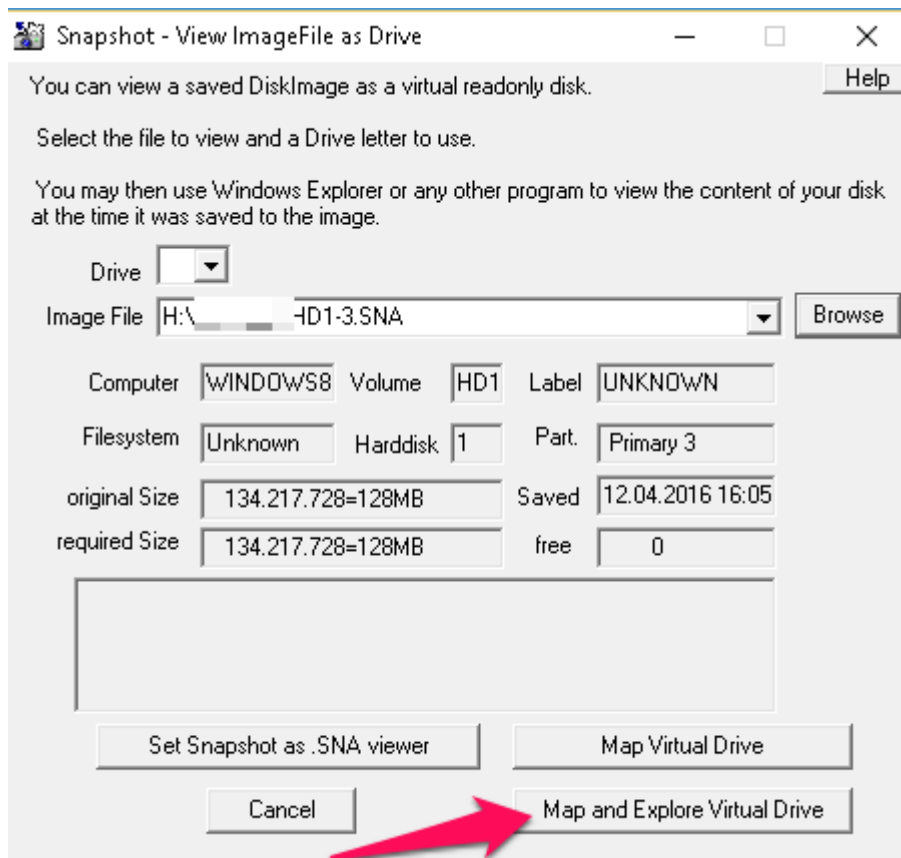 Snapshot - View ImageFile as Drive
Help
You can view a saved DiskImage as a virtual readonly disk.
Select the file to view and a Drive letter to use.
You may then use Windows Explorer or any other program to view the content of your disk
at the time it was saved to the image.
Drive
Image File H:\ HD1-3.SNA Browse
Computer WINDOWS8 Volume HD1 Label UNKNOWN
Filesystem Unknown Harddisk 1 Part. Primary 3
original Size 134.217.728=128MB Saved 12.04.2016 16:05
required Size 134.217.728=128MB free 0
Set Snapshot as .SNA viewer Map Virtual Drive
Cancel Map and Explore Virtual Drive